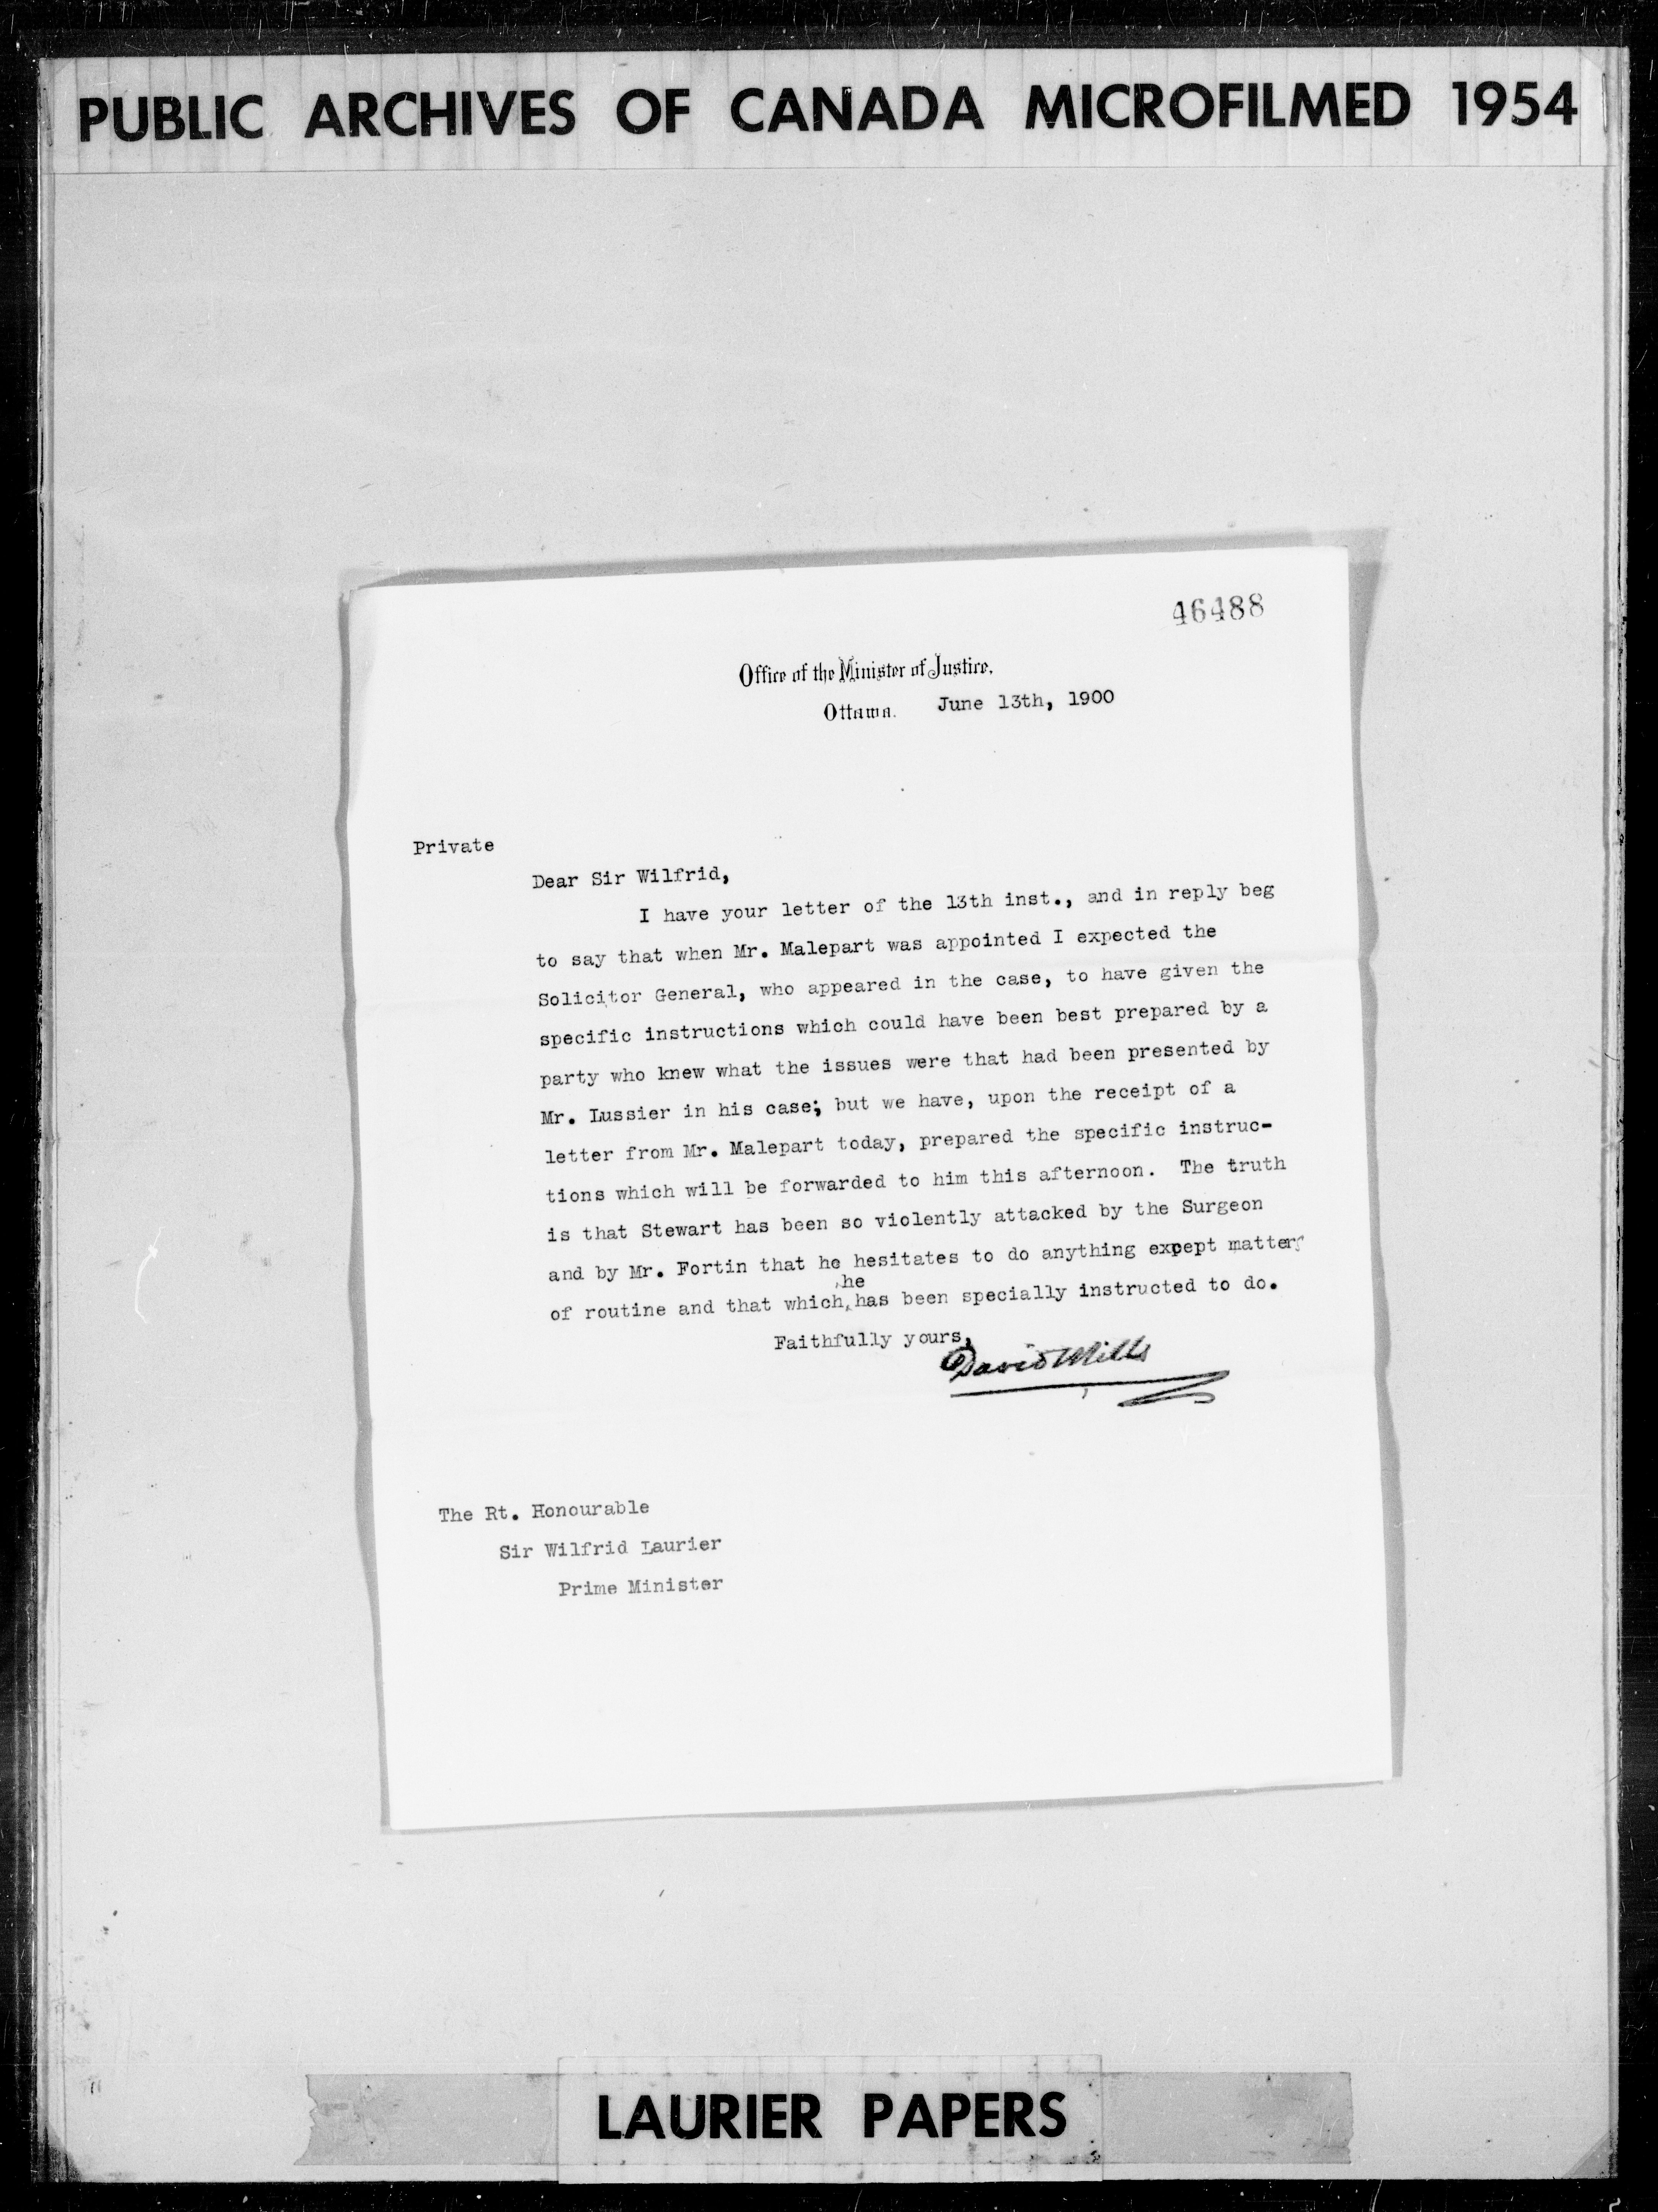 PUBLIC ARCHIVES OF CANADA MICROFILMED 1954
46488
Office of the Minister of Justice.
Ottawa. June 13th, 1900
Private
Dear Sir Wilfrid,
I have your letter of the 13th inst., and in reply beg
to say that when Mr. Malepart was appointed I expected the
Solicitor General, who appeared in the case, to have given the
specific instructions which could have been best prepared by a
party who knew what the issues were that had been presented by
Mr. Lussier in his case; but we have, upon the receipt of a
letter from Mr. Malepart today, prepared the specific instruc-
tions which will be forwarded to him this afternoon. The truth
is that Stewart has been so violently attacked by the Surgeon
and by Mr. Fortin that he hesitates to do anything except matters
of routine and that which he has been specially instructed to do.
Faithfully yours,
David Mills
The Rt. Honourable
Sir Wilfrid Laurier
Prime Minister
LAURIER PAPERS